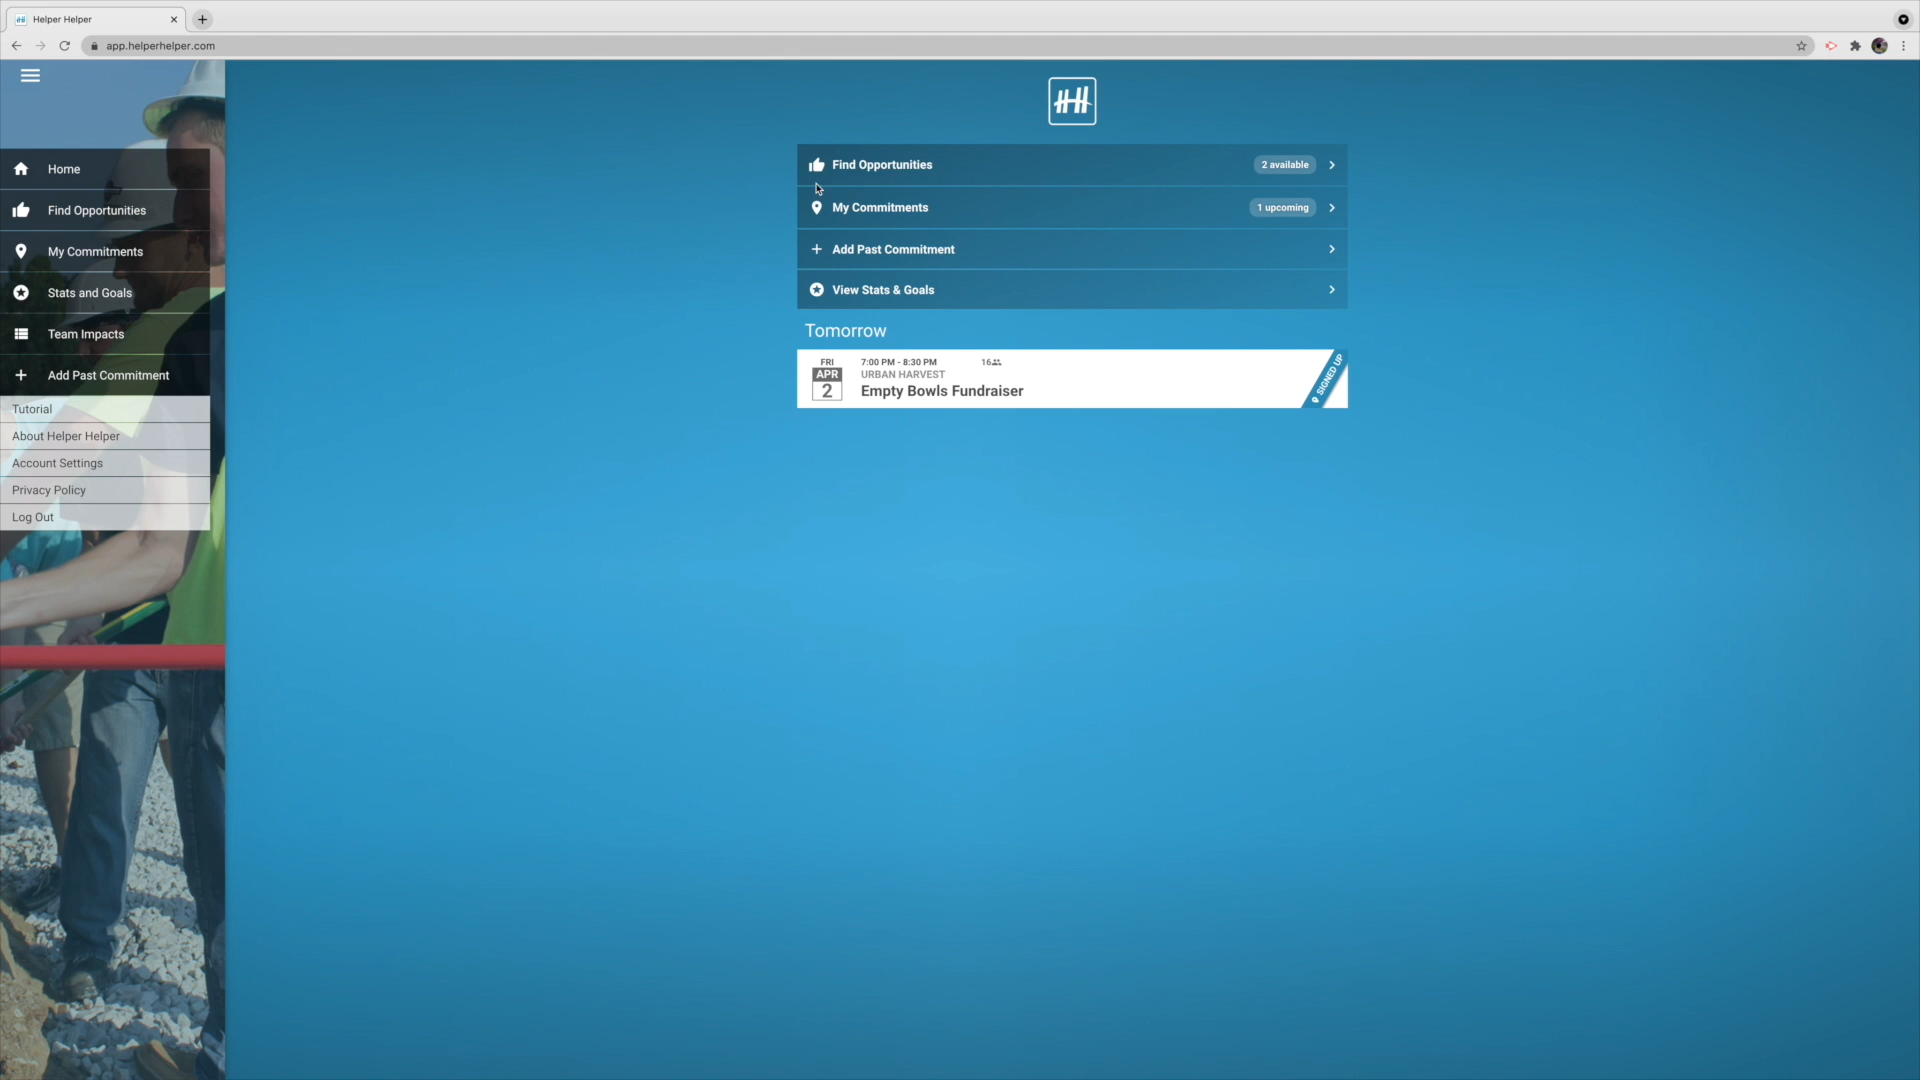 Helper Helper
app.helperhelper.com
Home
Find Opportunities
My Commitments
Stats and Goals
Team Impacts
Add Past Commitment
Tutorial
About Helper Helper
Account Settings
Privacy Policy
Log Out
HH
Find Opportunities 2 available
My Commitments 1 upcoming
Add Past Commitment
View Stats & Goals
Tomorrow
FRI 7:00 PM - 8:30 PM 16
APR URBAN HARVEST
2 Empty Bowls Fundraiser
SIGNED UP